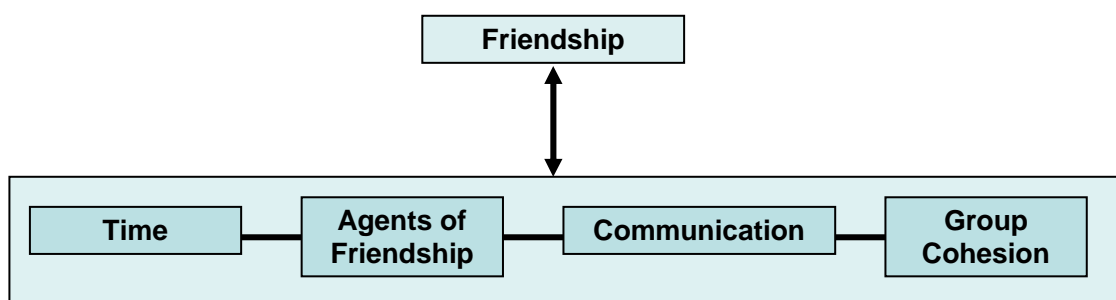 Friendship
Time
Agents of
Friendship
Communication
Group
Cohesion